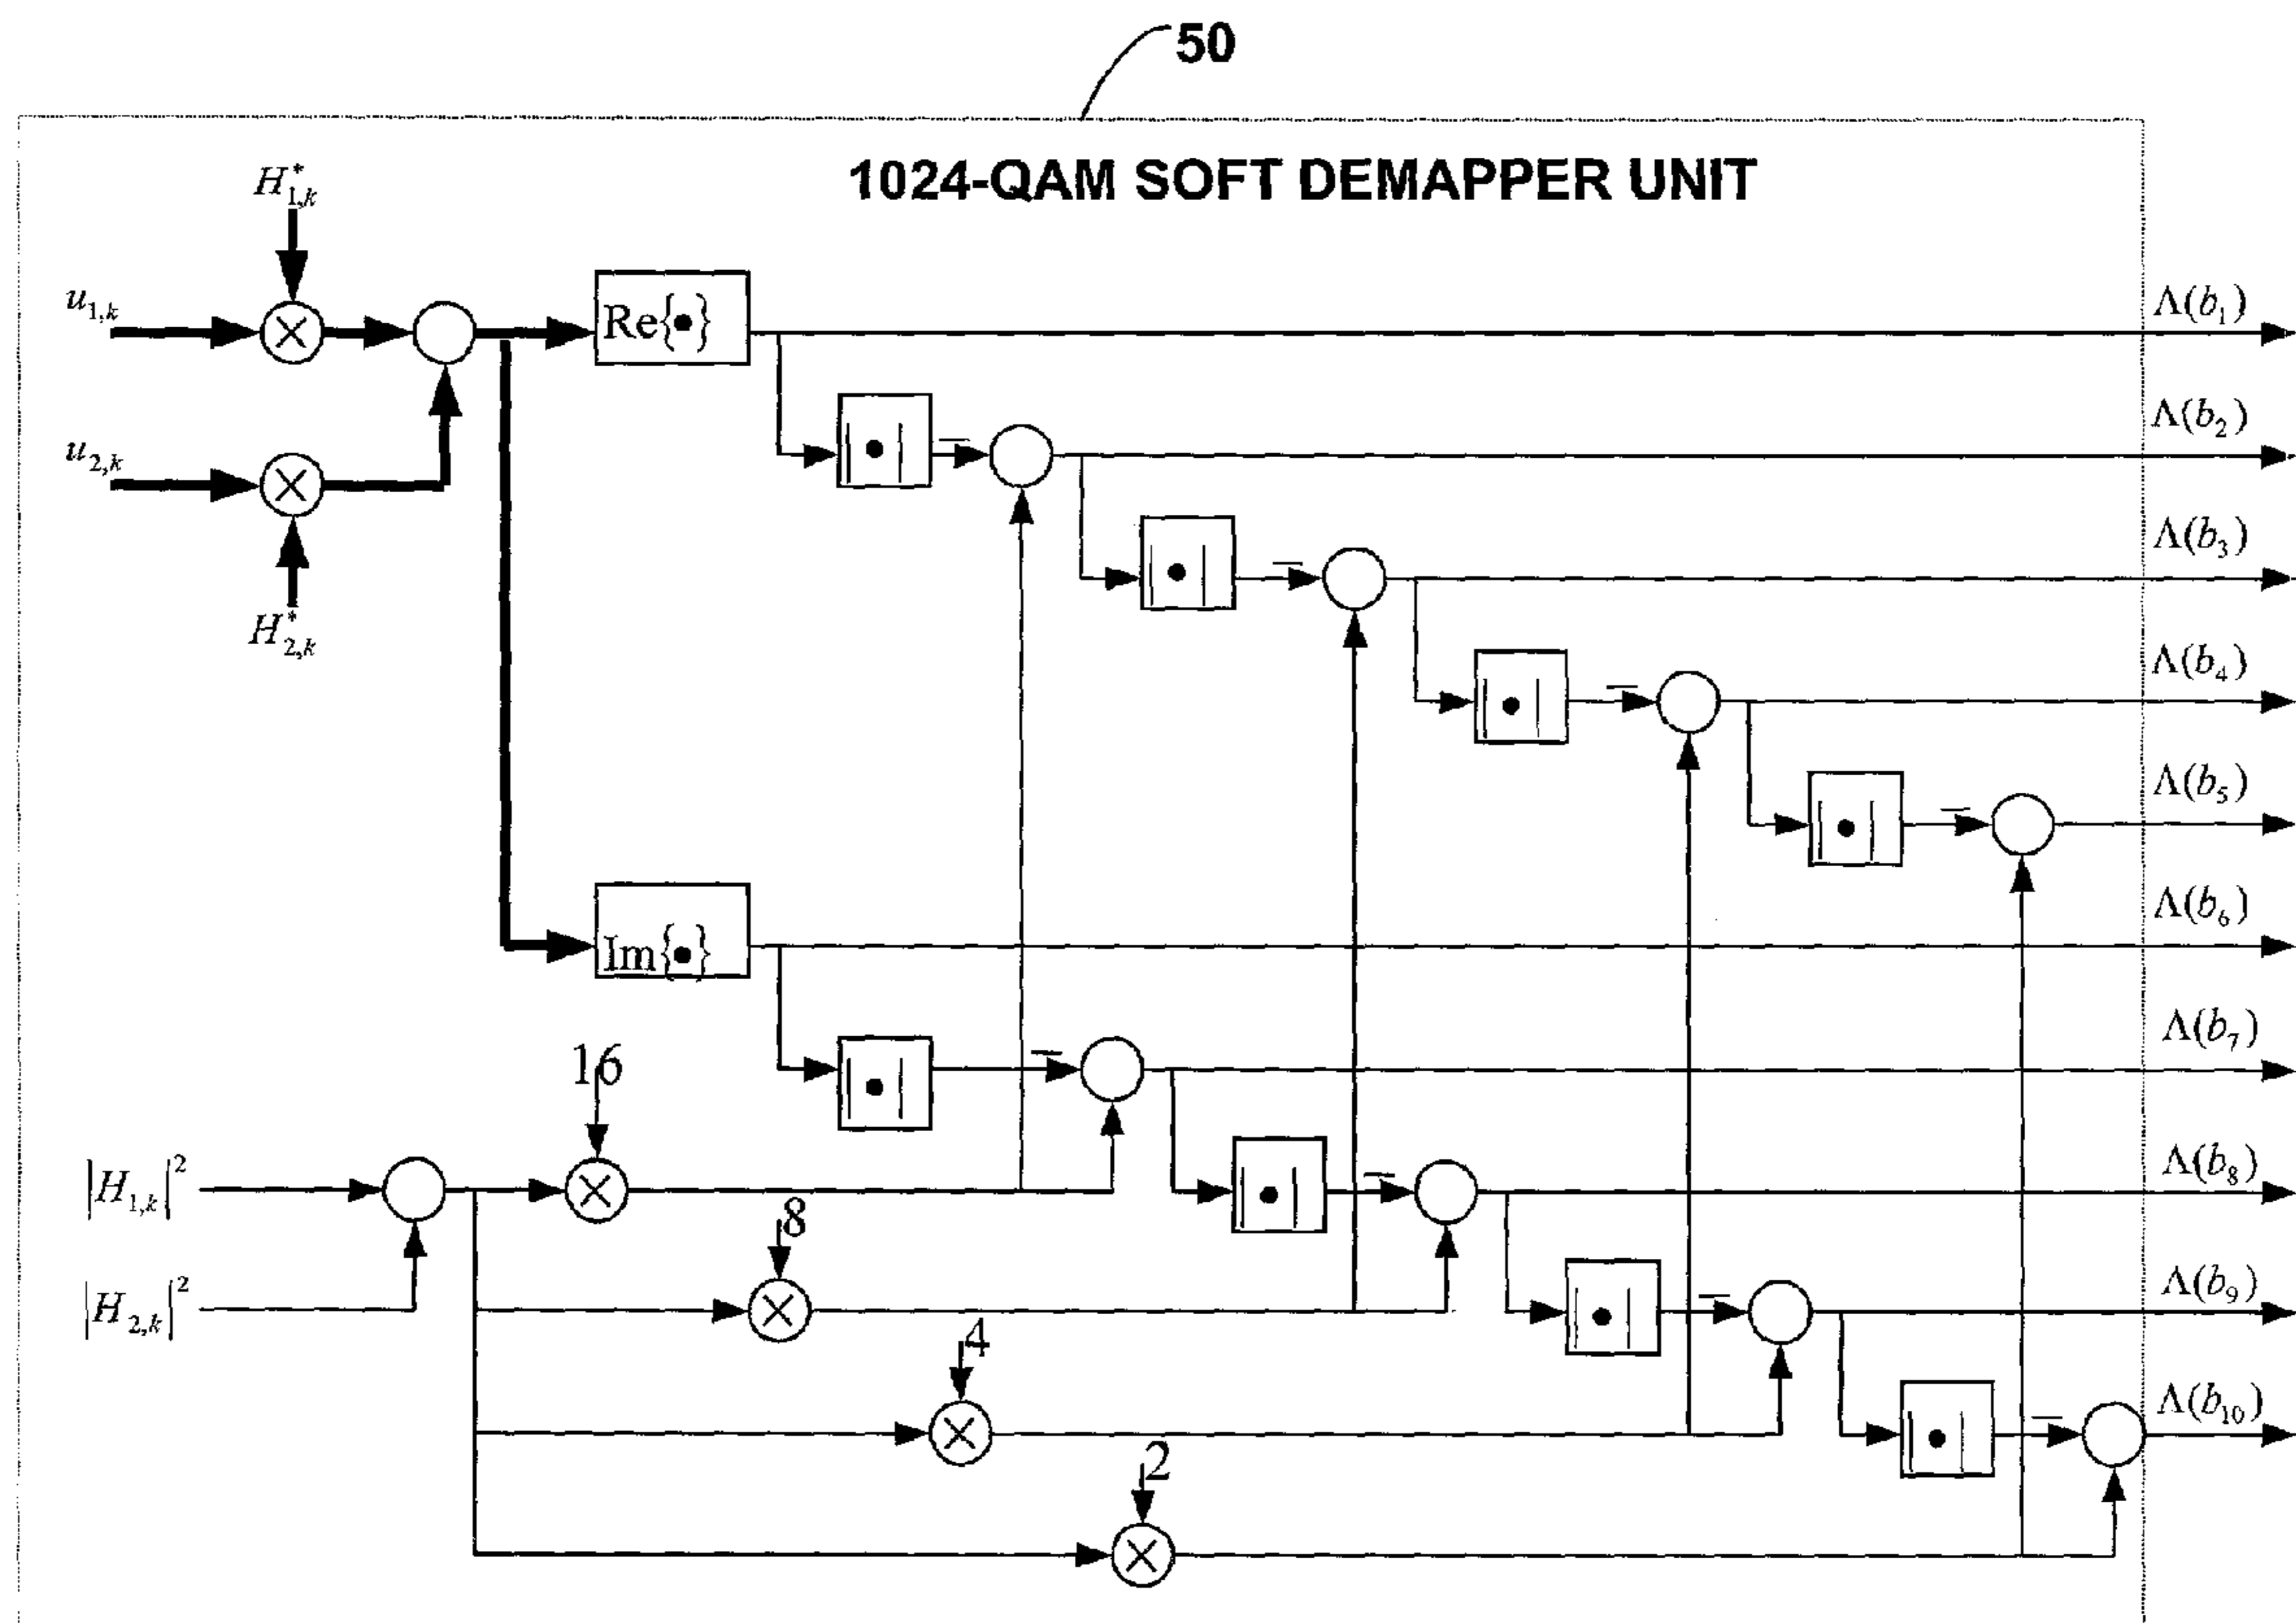 50
1024-QAM SOFT DEMAPPER UNIT
H*1,k
u1,k
Re{•}
Λ(b1)
|•|
−
Λ(b2)
u2,k
H*2,k
|•|
−
Λ(b3)
|•|
−
Λ(b4)
|•|
−
Λ(b5)
Im{•}
Λ(b6)
|•|
−
Λ(b7)
16
|H1,k|²
|•|
−
Λ(b8)
8
|H2,k|²
|•|
−
Λ(b9)
4
|•|
−
Λ(b10)
2